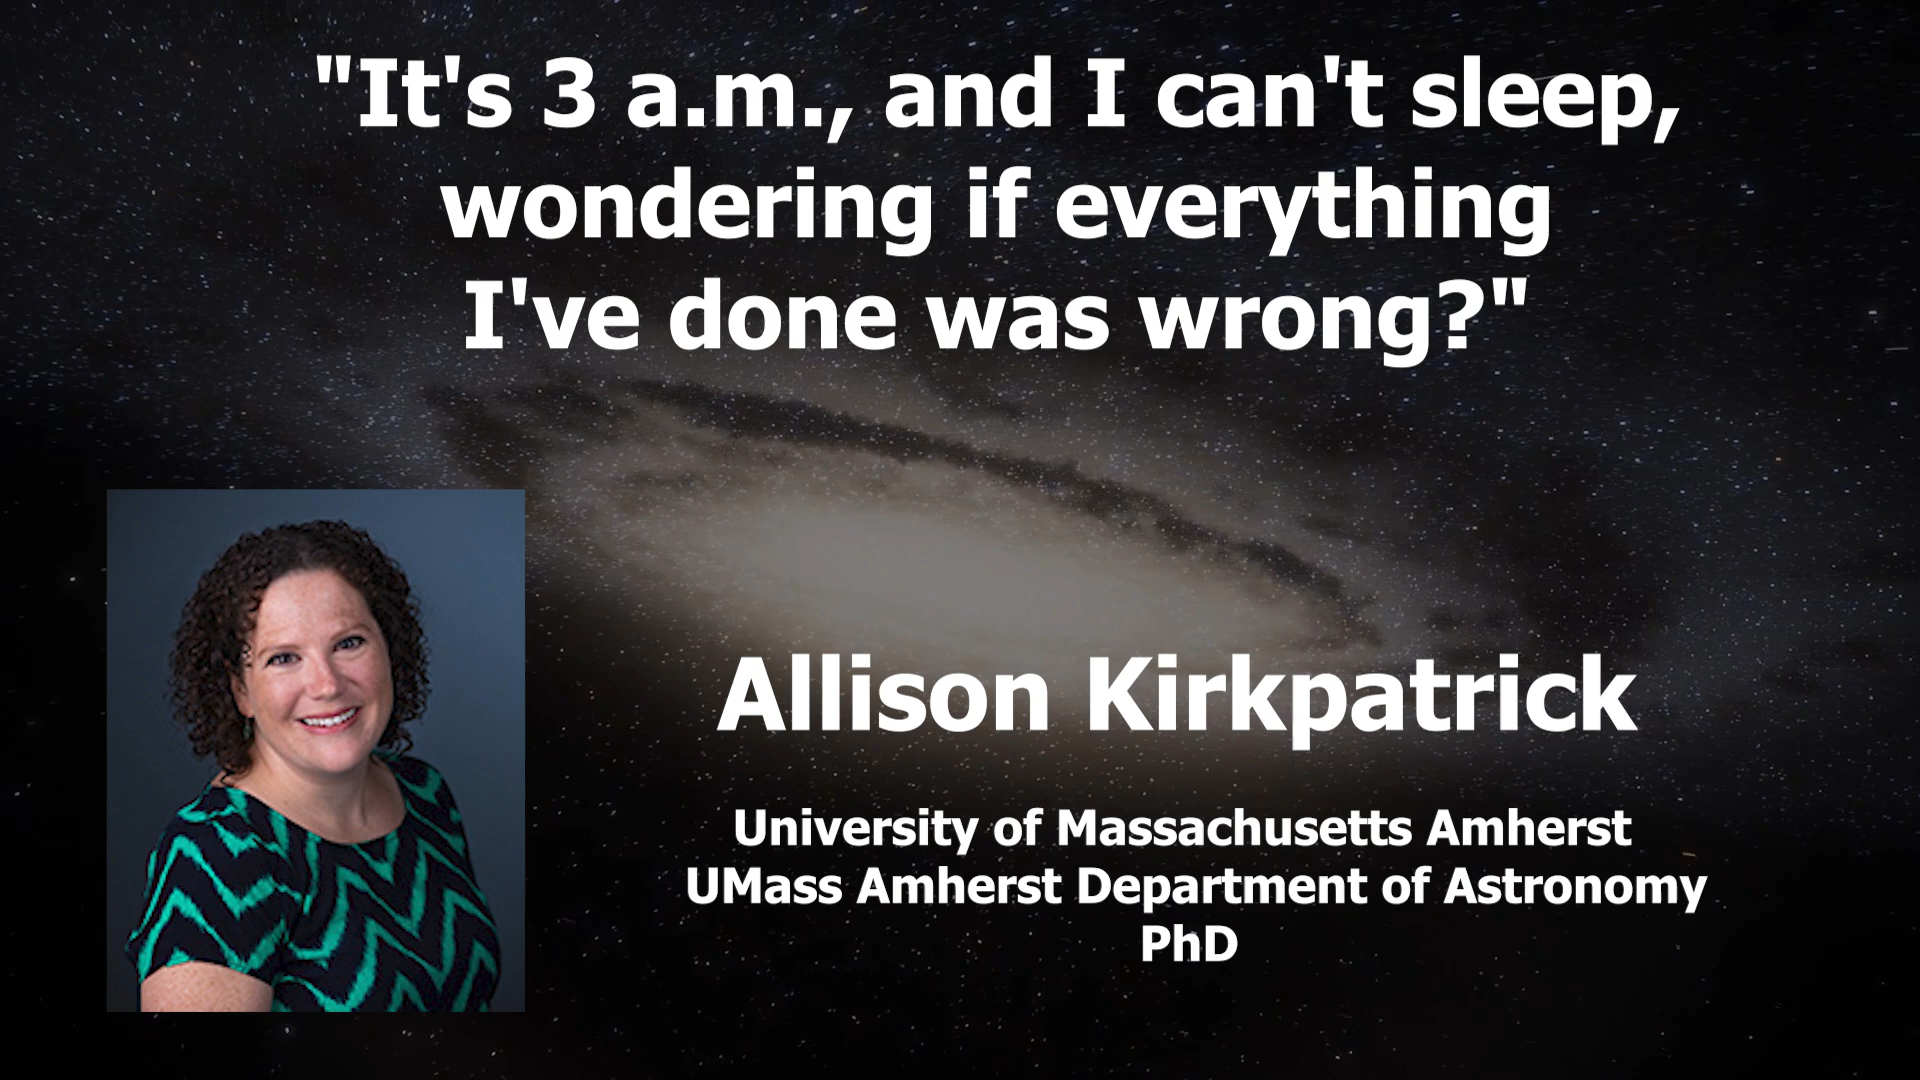 "It's 3 a.m., and I can't sleep,
wondering if everything
I've done was wrong?"
Allison Kirkpatrick
University of Massachusetts Amherst
UMass Amherst Department of Astronomy
PhD